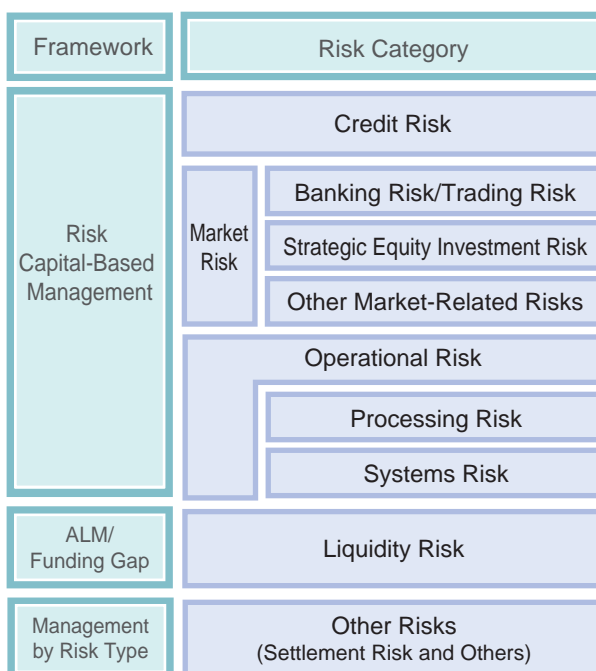 Framework
Risk Category
Risk
Capital-Based
Management
Credit Risk
Market
Risk
Banking Risk/Trading Risk
Strategic Equity Investment Risk
Other Market-Related Risks
Operational Risk
Processing Risk
Systems Risk
ALM/
Funding Gap
Liquidity Risk
Management
by Risk Type
Other Risks
(Settlement Risk and Others)